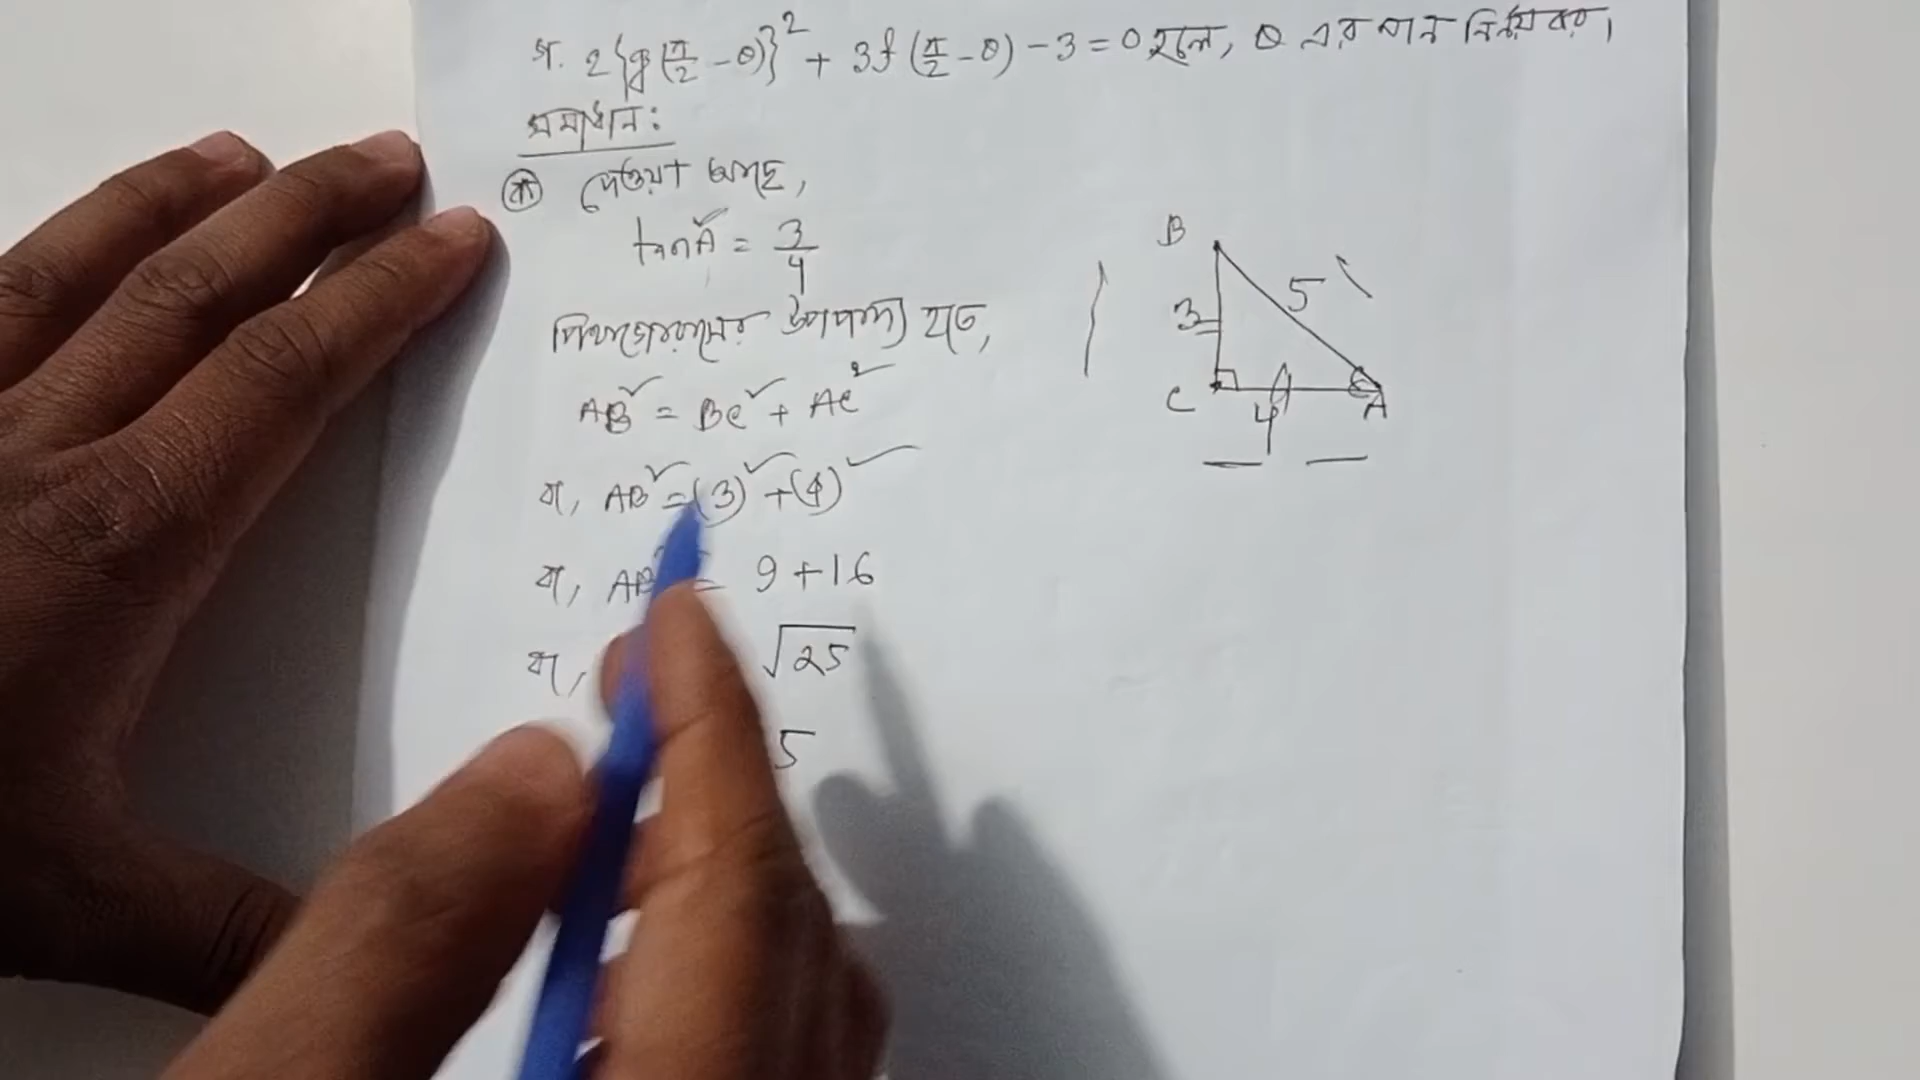 গ. 2{g(π/2 - θ)}² + 3f(π/2 - θ) - 3 = 0 হলে, θ এর মান নির্ণয় কর।
সমাধান:
ক দেওয়া আছে,
tanA = 3/4
পিথাগোরাসের উপপাদ্য হতে,
AB² = BC² + AC²
বা, AB² = (3)² + (4)²
বা, AB² = 9 + 16
বা, √25
5
B
3
5
C
4
A